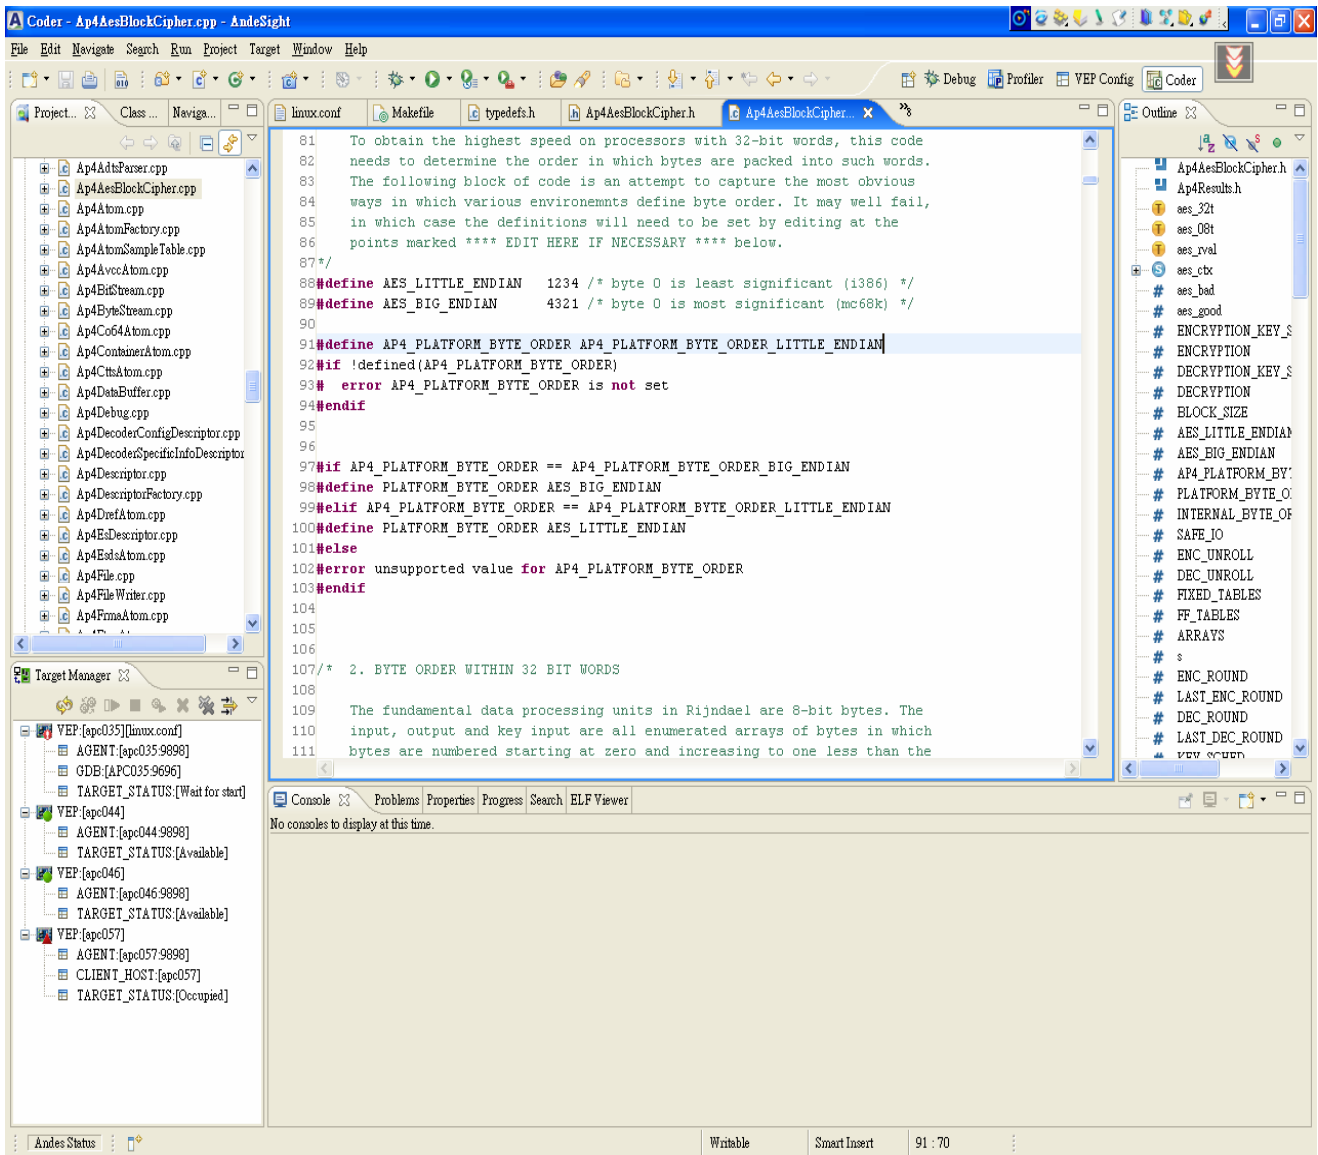 Coder - Ap4AesBlockCipher.cpp - AndeSight
File Edit Navigate Search Run Project Target Window Help
Debug Profiler VEP Config Coder
Project... Class ... Naviga...
Ap4AdtsParser.cpp
Ap4AesBlockCipher.cpp
Ap4Atom.cpp
Ap4AtomFactory.cpp
Ap4AtomSampleTable.cpp
Ap4AvccAtom.cpp
Ap4BitStream.cpp
Ap4ByteStream.cpp
Ap4Co64Atom.cpp
Ap4ContainerAtom.cpp
Ap4CttsAtom.cpp
Ap4DataBuffer.cpp
Ap4Debug.cpp
Ap4DecoderConfigDescriptor.cpp
Ap4DecoderSpecificInfoDescriptor
Ap4Descriptor.cpp
Ap4DescriptorFactory.cpp
Ap4DrefAtom.cpp
Ap4EsDescriptor.cpp
Ap4EsdsAtom.cpp
Ap4File.cpp
Ap4FileWriter.cpp
Ap4FrmaAtom.cpp
Target Manager
VEP:[apc035][linux.conf]
AGENT:[apc035:9898]
GDB:[APC035:9696]
TARGET_STATUS:[Wait for start]
VEP:[apc044]
AGENT:[apc044:9898]
TARGET_STATUS:[Available]
VEP:[apc046]
AGENT:[apc046:9898]
TARGET_STATUS:[Available]
VEP:[apc057]
AGENT:[apc057:9898]
CLIENT_HOST:[apc057]
TARGET_STATUS:[Occupied]
linux.conf Makefile typedefs.h Ap4AesBlockCipher.h Ap4AesBlockCipher... »8
81 To obtain the highest speed on processors with 32-bit words, this code
82 needs to determine the order in which bytes are packed into such words.
83 The following block of code is an attempt to capture the most obvious
84 ways in which various environemnts define byte order. It may well fail,
85 in which case the definitions will need to be set by editing at the
86 points marked **** EDIT HERE IF NECESSARY **** below.
87 */
88 #define AES_LITTLE_ENDIAN 1234 /* byte 0 is least significant (i386) */
89 #define AES_BIG_ENDIAN 4321 /* byte 0 is most significant (mc68k) */
90
91 #define AP4_PLATFORM_BYTE_ORDER AP4_PLATFORM_BYTE_ORDER_LITTLE_ENDIAN
92 #if !defined(AP4_PLATFORM_BYTE_ORDER)
93 # error AP4_PLATFORM_BYTE_ORDER is not set
94 #endif
95
96
97 #if AP4_PLATFORM_BYTE_ORDER == AP4_PLATFORM_BYTE_ORDER_BIG_ENDIAN
98 #define PLATFORM_BYTE_ORDER AES_BIG_ENDIAN
99 #elif AP4_PLATFORM_BYTE_ORDER == AP4_PLATFORM_BYTE_ORDER_LITTLE_ENDIAN
100 #define PLATFORM_BYTE_ORDER AES_LITTLE_ENDIAN
101 #else
102 #error unsupported value for AP4_PLATFORM_BYTE_ORDER
103 #endif
104
105
106
107 /* 2. BYTE ORDER WITHIN 32 BIT WORDS
108
109 The fundamental data processing units in Rijndael are 8-bit bytes. The
110 input, output and key input are all enumerated arrays of bytes in which
111 bytes are numbered starting at zero and increasing to one less than the
Outline
Ap4AesBlockCipher.h
Ap4Results.h
aes_32t
aes_08t
aes_rval
aes_ctx
aes_bad
aes_good
ENCRYPTION_KEY_S
ENCRYPTION
DECRYPTION_KEY_S
DECRYPTION
BLOCK_SIZE
AES_LITTLE_ENDIAN
AES_BIG_ENDIAN
AP4_PLATFORM_BY
PLATFORM_BYTE_O
INTERNAL_BYTE_OR
SAFE_IO
ENC_UNROLL
DEC_UNROLL
FIXED_TABLES
FF_TABLES
ARRAYS
s
ENC_ROUND
LAST_ENC_ROUND
DEC_ROUND
LAST_DEC_ROUND
KEY_SCHED
Console Problems Properties Progress Search ELF Viewer
No consoles to display at this time.
Andes Status Writable Smart Insert 91 : 70